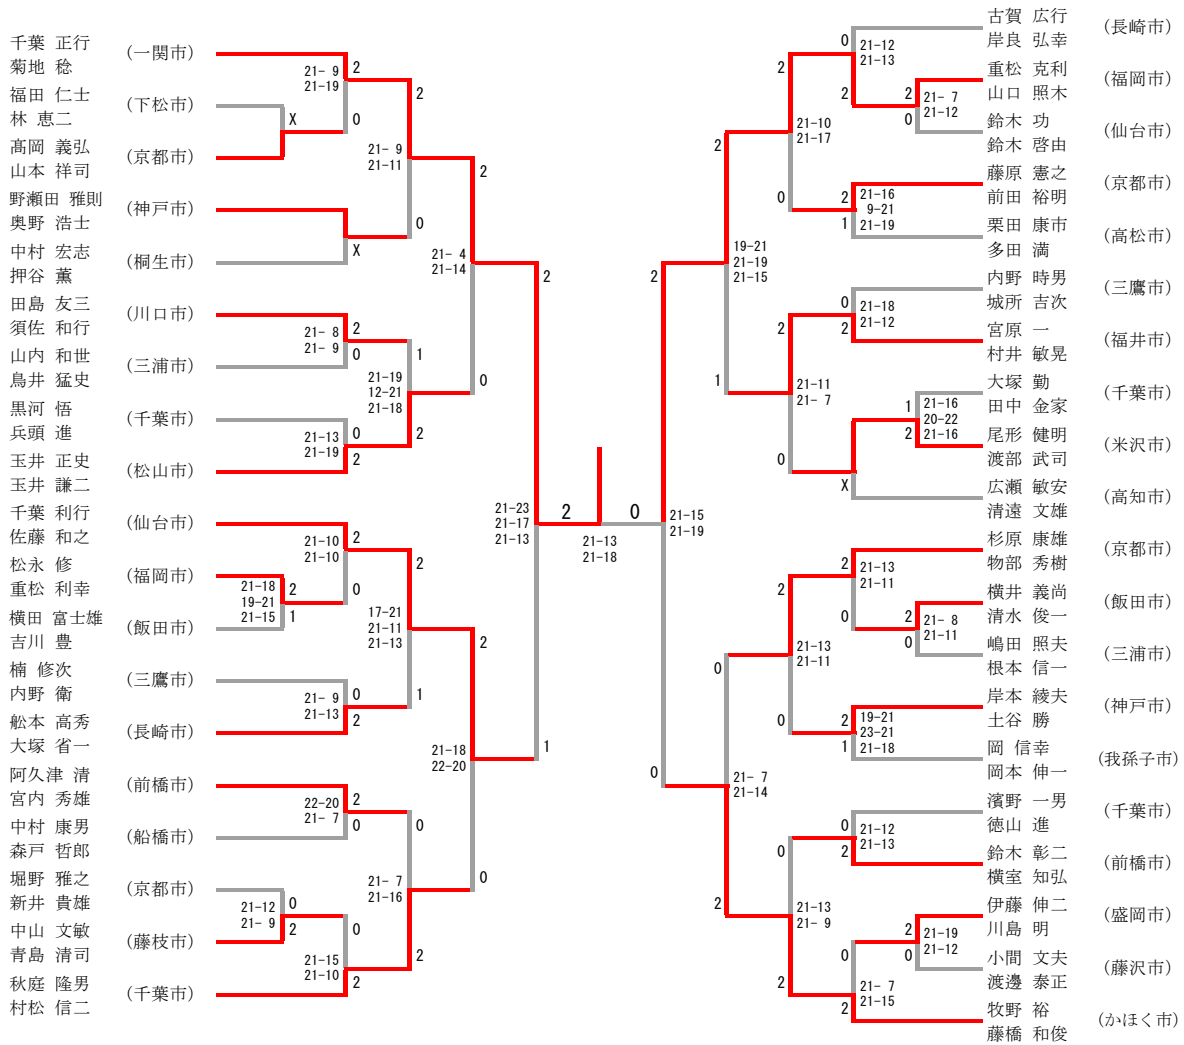 千葉 正行
菊地 稔
(一関市)
福田 仁士
林 恵二
(下松市)
髙岡 義弘
山本 祥司
(京都市)
野瀬田 雅則
奥野 浩士
(神戸市)
中村 宏志
押谷 薫
(桐生市)
田島 友三
須佐 和行
(川口市)
山内 和世
鳥井 猛史
(三浦市)
黒河 悟
兵頭 進
(千葉市)
玉井 正史
玉井 謙二
(松山市)
千葉 利行
佐藤 和之
(仙台市)
松永 修
重松 利幸
(福岡市)
横田 富士雄
吉川 豊
(飯田市)
楠 修次
内野 衛
(三鷹市)
舩本 高秀
大塚 省一
(長崎市)
阿久津 清
宮内 秀雄
(前橋市)
中村 康男
森戸 哲郎
(船橋市)
堀野 雅之
新井 貴雄
(京都市)
中山 文敏
青島 清司
(藤枝市)
秋庭 隆男
村松 信二
(千葉市)
X
21- 9
21-19
2
0
X
21- 9
21-11
2
0
21- 8
21- 9
2
0
21-13
21-19
0
2
21-19
12-21
21-18
1
2
21- 4
21-14
2
0
21-18
19-21
21-15
2
1
21-10
21-10
2
0
21- 9
21-13
0
2
17-21
21-11
21-13
2
1
22-20
21- 7
2
0
21-12
21- 9
0
2
21-15
21-10
0
2
21- 7
21-16
0
2
21-18
22-20
2
0
21-23
21-17
21-13
2
1
2
0
21-13
21-18
2
0
21-15
21-19
19-21
21-19
21-15
2
1
21-10
21-17
2
0
21-12
21-13
0
2
21- 7
21-12
2
0
21-16
9-21
21-19
2
1
21-11
21- 7
2
0
21-18
21-12
0
2
21-16
20-22
21-16
1
2
X
21- 7
21-14
0
2
21-13
21-11
2
0
21-13
21-11
2
0
21- 8
21-11
2
0
19-21
23-21
21-18
2
1
21-13
21- 9
0
2
21-12
21-13
0
2
21-19
21-12
2
0
21- 7
21-15
0
2
古賀 広行
岸良 弘幸
(長崎市)
重松 克利
山口 照木
(福岡市)
鈴木 功
鈴木 啓由
(仙台市)
藤原 憲之
前田 裕明
(京都市)
栗田 康市
多田 満
(高松市)
内野 時男
城所 吉次
(三鷹市)
宮原 一
村井 敏晃
(福井市)
大塚 勤
田中 金家
(千葉市)
尾形 健明
渡部 武司
(米沢市)
広瀬 敏安
清遠 文雄
(高知市)
杉原 康雄
物部 秀樹
(京都市)
横井 義尚
清水 俊一
(飯田市)
嶋田 照夫
根本 信一
(三浦市)
岸本 綾夫
土谷 勝
(神戸市)
岡 信幸
岡本 伸一
(我孫子市)
濱野 一男
徳山 進
(千葉市)
鈴木 彰二
横室 知弘
(前橋市)
伊藤 伸二
川島 明
(盛岡市)
小間 文夫
渡邊 泰正
(藤沢市)
牧野 裕
藤橋 和俊
(かほく市)